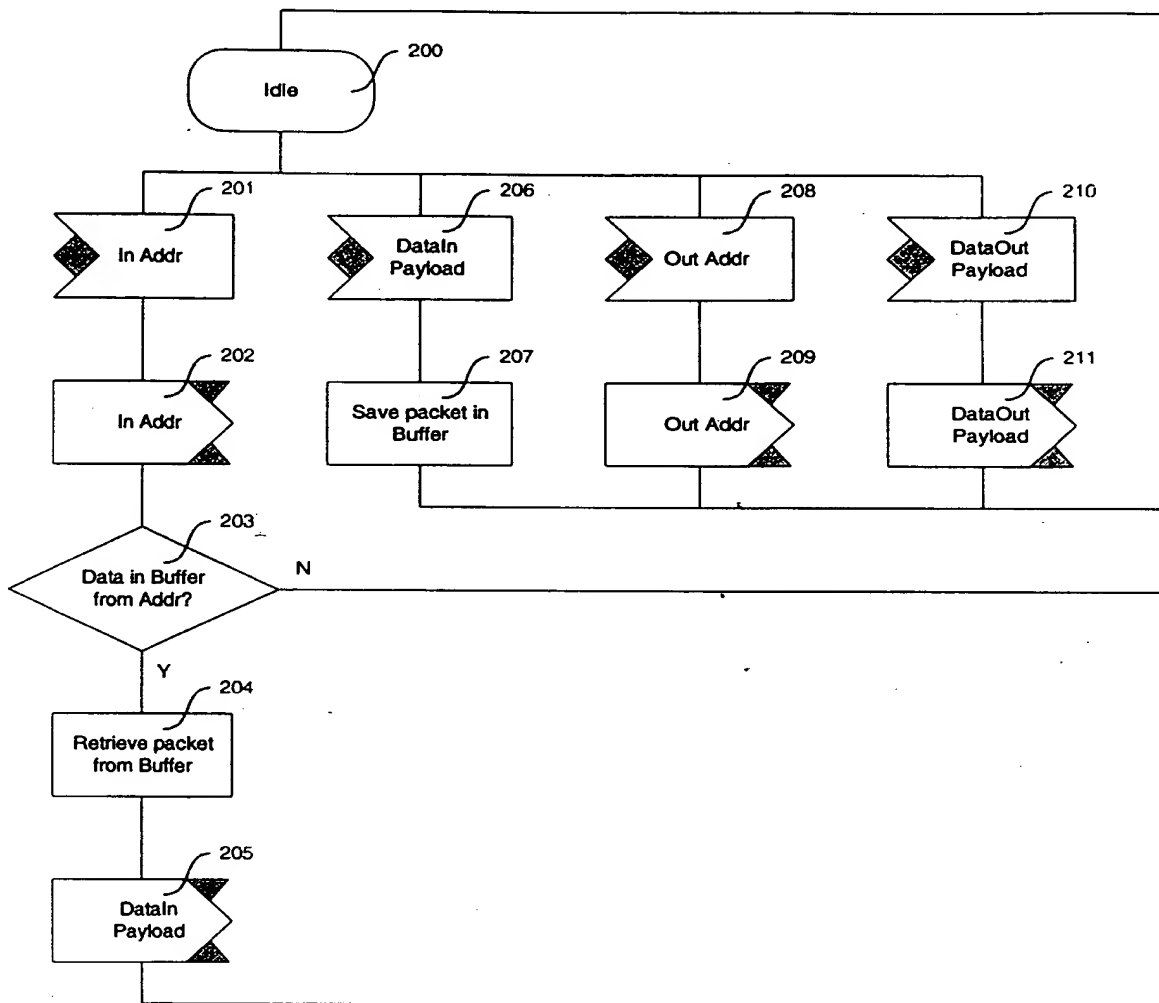 200
Idle
201
In Addr
206
DataIn
Payload
208
Out Addr
210
DataOut
Payload
202
In Addr
207
Save packet in
Buffer
209
Out Addr
211
DataOut
Payload
203
Data in Buffer
from Addr?
N
Y
204
Retrieve packet
from Buffer
205
DataIn
Payload